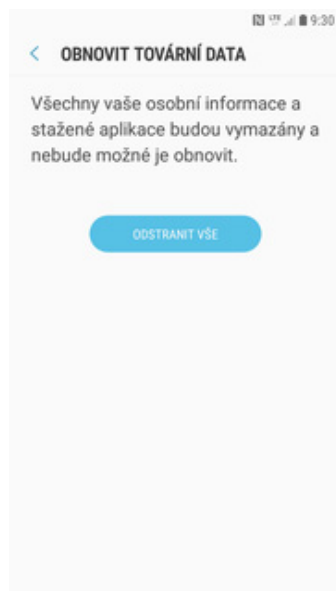 LTE 9:30
OBNOVIT TOVÁRNÍ DATA
Všechny vaše osobní informace a
stažené aplikace budou vymazány a
nebude možné je obnovit.
ODSTRANIT VŠE